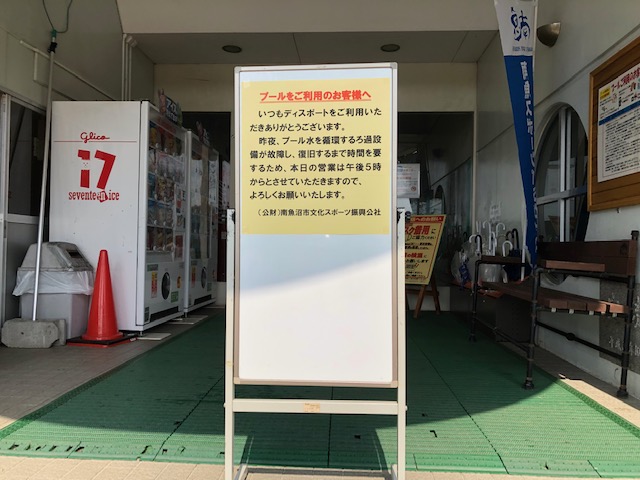 プールをご利用のお客様へ
いつもディスポートをご利用いた
だきありがとうございます。
昨夜、プール水を循環するろ過設
備が故障し、復旧するまで時間を要
するため、本日の営業は午後５時
からとさせていただきますので、
よろしくお願いいたします。
（公財）南魚沼市文化スポーツ振興公社
Glico
17
seventeen ice